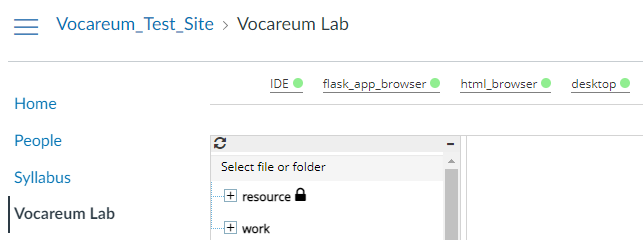 Vocareum_Test_Site > Vocareum Lab
IDE flask_app_browser html_browser desktop
Home
People
Syllabus
Vocareum Lab
Select file or folder
resource
work